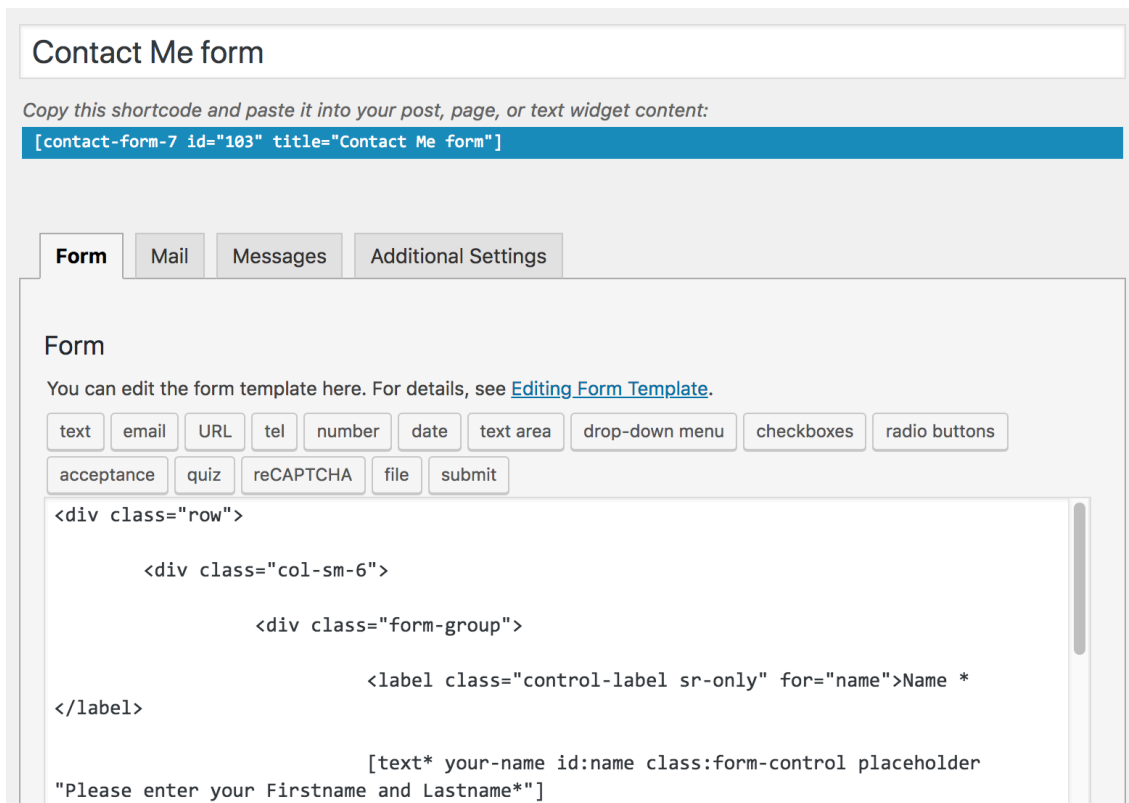 Contact Me form
Copy this shortcode and paste it into your post, page, or text widget content:
[contact-form-7 id="103" title="Contact Me form"]
Form Mail Messages Additional Settings
Form
You can edit the form template here. For details, see Editing Form Template.
text email URL tel number date text area drop-down menu checkboxes radio buttons
acceptance quiz reCAPTCHA file submit
<div class="row">
<div class="col-sm-6">
<div class="form-group">
<label class="control-label sr-only" for="name">Name *
</label>
[text* your-name id:name class:form-control placeholder
"Please enter your Firstname and Lastname*"]